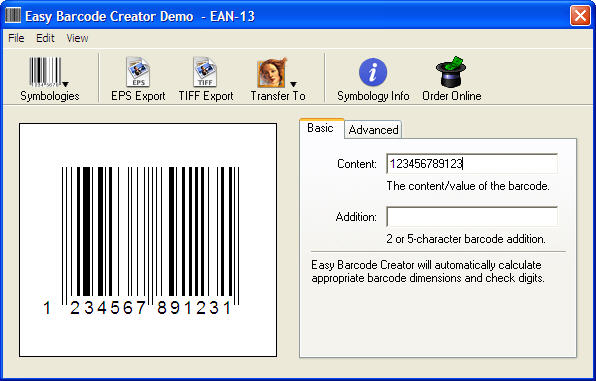 Easy Barcode Creator Demo - EAN-13
File Edit View
Symbologies EPS Export TIFF Export Transfer To Symbology Info Order Online
EPS
TIFF
Basic Advanced
Content: 123456789123
The content/value of the barcode.
Addition:
2 or 5-character barcode addition.
Easy Barcode Creator will automatically calculate
appropriate barcode dimensions and check digits.
1 234567 891231